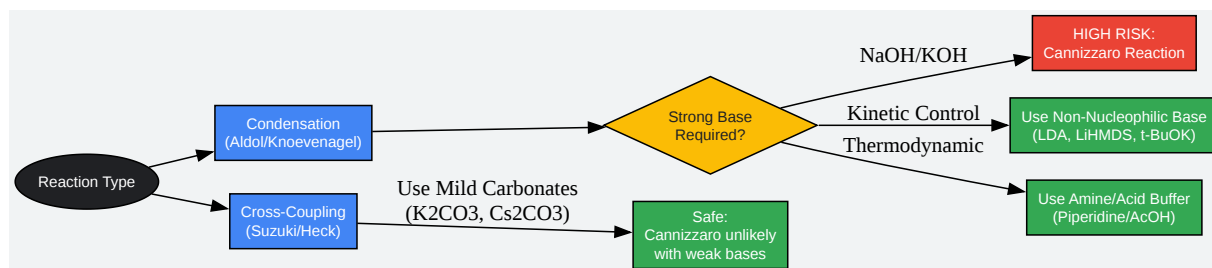 Reaction Type
Condensation
(Aldol/Knoevenagel)
Cross-Coupling
(Suzuki/Heck)
Use Mild Carbonates
(K2CO3, Cs2CO3)
Safe:
Cannizzaro unlikely
with weak bases
Strong Base
Required?
NaOH/KOH
Kinetic Control
Thermodynamic
HIGH RISK:
Cannizzaro Reaction
Use Non-Nucleophilic Base
(LDA, LiHMDS, t-BuOK)
Use Amine/Acid Buffer
(Piperidine/AcOH)